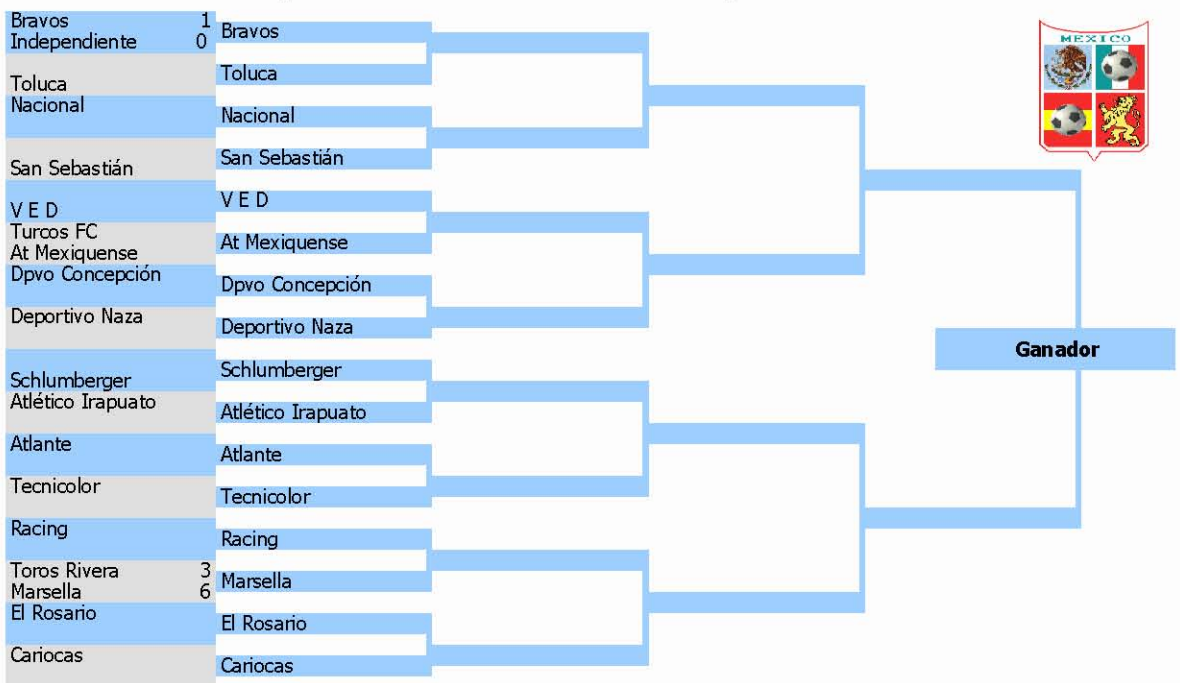 Bravos 1
Independiente 0
Toluca
Nacional
San Sebastián
V E D
Turcos FC
At Mexiquense
Dpvo Concepción
Deportivo Naza
Schlumberger
Atlético Irapuato
Atlante
Tecnicolor
Racing
Toros Rivera 3
Marsella 6
El Rosario
Cariocas
Bravos
Toluca
Nacional
San Sebastián
V E D
At Mexiquense
Dpvo Concepción
Deportivo Naza
Schlumberger
Atlético Irapuato
Atlante
Tecnicolor
Racing
Marsella
El Rosario
Cariocas
Ganador
MEXICO